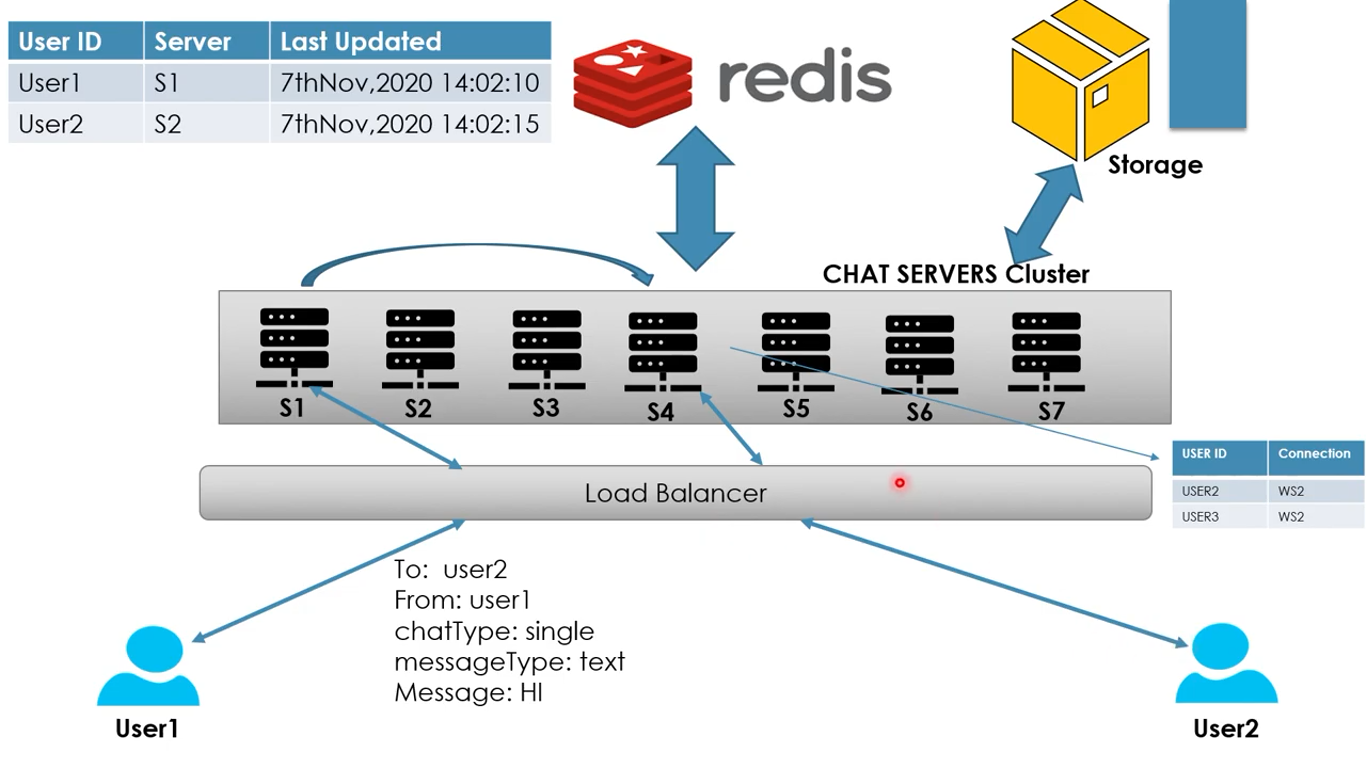 User ID Server Last Updated
User1 S1 7thNov,2020 14:02:10
User2 S2 7thNov,2020 14:02:15
redis
Storage
CHAT SERVERS Cluster
S1 S2 S3 S4 S5 S6 S7
USER ID Connection
USER2 WS2
USER3 WS2
Load Balancer
To: user2
From: user1
chatType: single
messageType: text
Message: HI
User1
User2